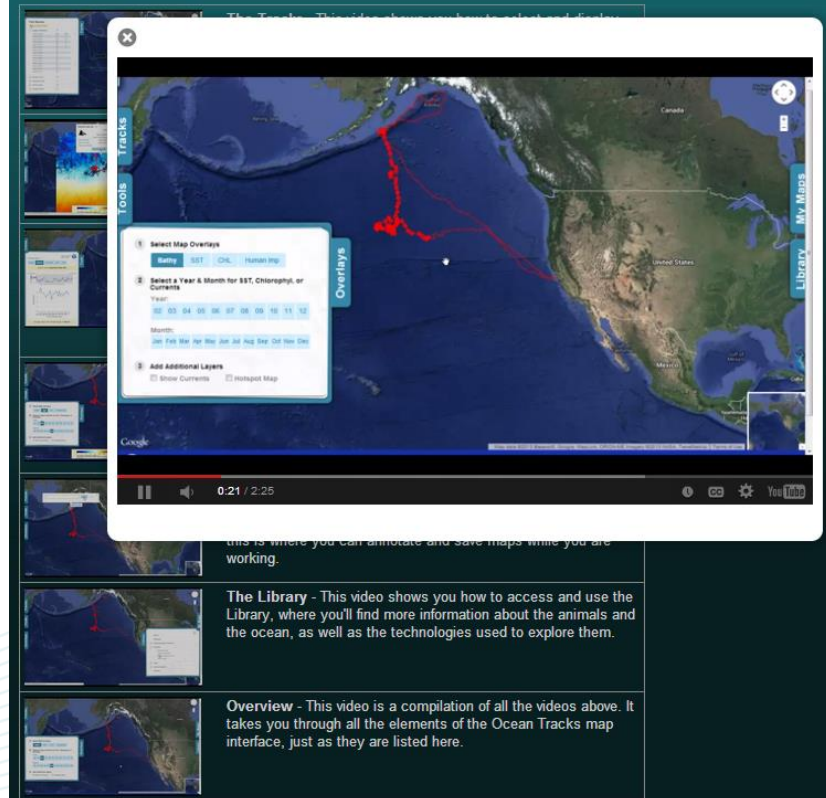 The Tracks - This video shows you how to select and display
Tracks
Tools
Canada
United States
Mexico
My Maps
Library
Overlays
1 Select Map Overlays
Bathy SST CHL Human Imp
2 Select a Year & Month for SST, Chlorophyl, or
Currents
Year:
02 03 04 05 06 07 08 09 10 11 12
Month:
Jan Feb Mar Apr May Jun Jul Aug Sep Oct Nov Dec
3 Add Additional Layers
Show Currents Hotspot Map
Google
0:21 / 2:25
CC
YouTube
this is where you can annotate and save maps while you are
working.
The Library - This video shows you how to access and use the
Library, where you'll find more information about the animals and
the ocean, as well as the technologies used to explore them.
Overview - This video is a compilation of all the videos above. It
takes you through all the elements of the Ocean Tracks map
interface, just as they are listed here.